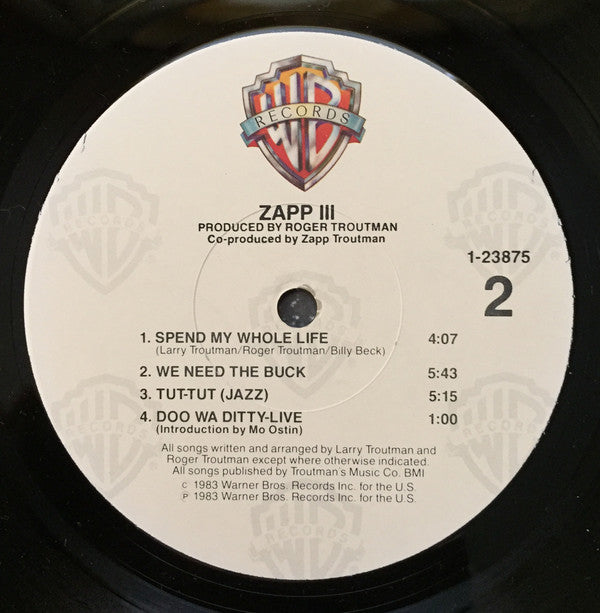 WB
RECORDS
ZAPP III
PRODUCED BY ROGER TROUTMAN
Co-produced by Zapp Troutman
1-23875
2
1. SPEND MY WHOLE LIFE 4:07
(Larry Troutman/Roger Troutman/Billy Beck)
2. WE NEED THE BUCK 5:43
3. TUT-TUT (JAZZ) 5:15
4. DOO WA DITTY-LIVE 1:00
(Introduction by Mo Ostin)
All songs written and arranged by Larry Troutman and
Roger Troutman except where otherwise indicated.
All songs published by Troutman's Music Co. BMI
© 1983 Warner Bros. Records Inc. for the U.S.
℗ 1983 Warner Bros. Records Inc. for the U.S.